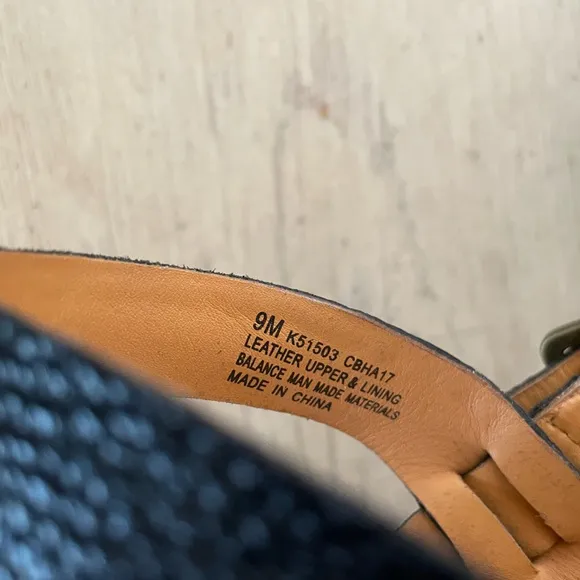 9M K51503 CBHA17
LEATHER UPPER & LINING
BALANCE MAN MADE MATERIALS
MADE IN CHINA